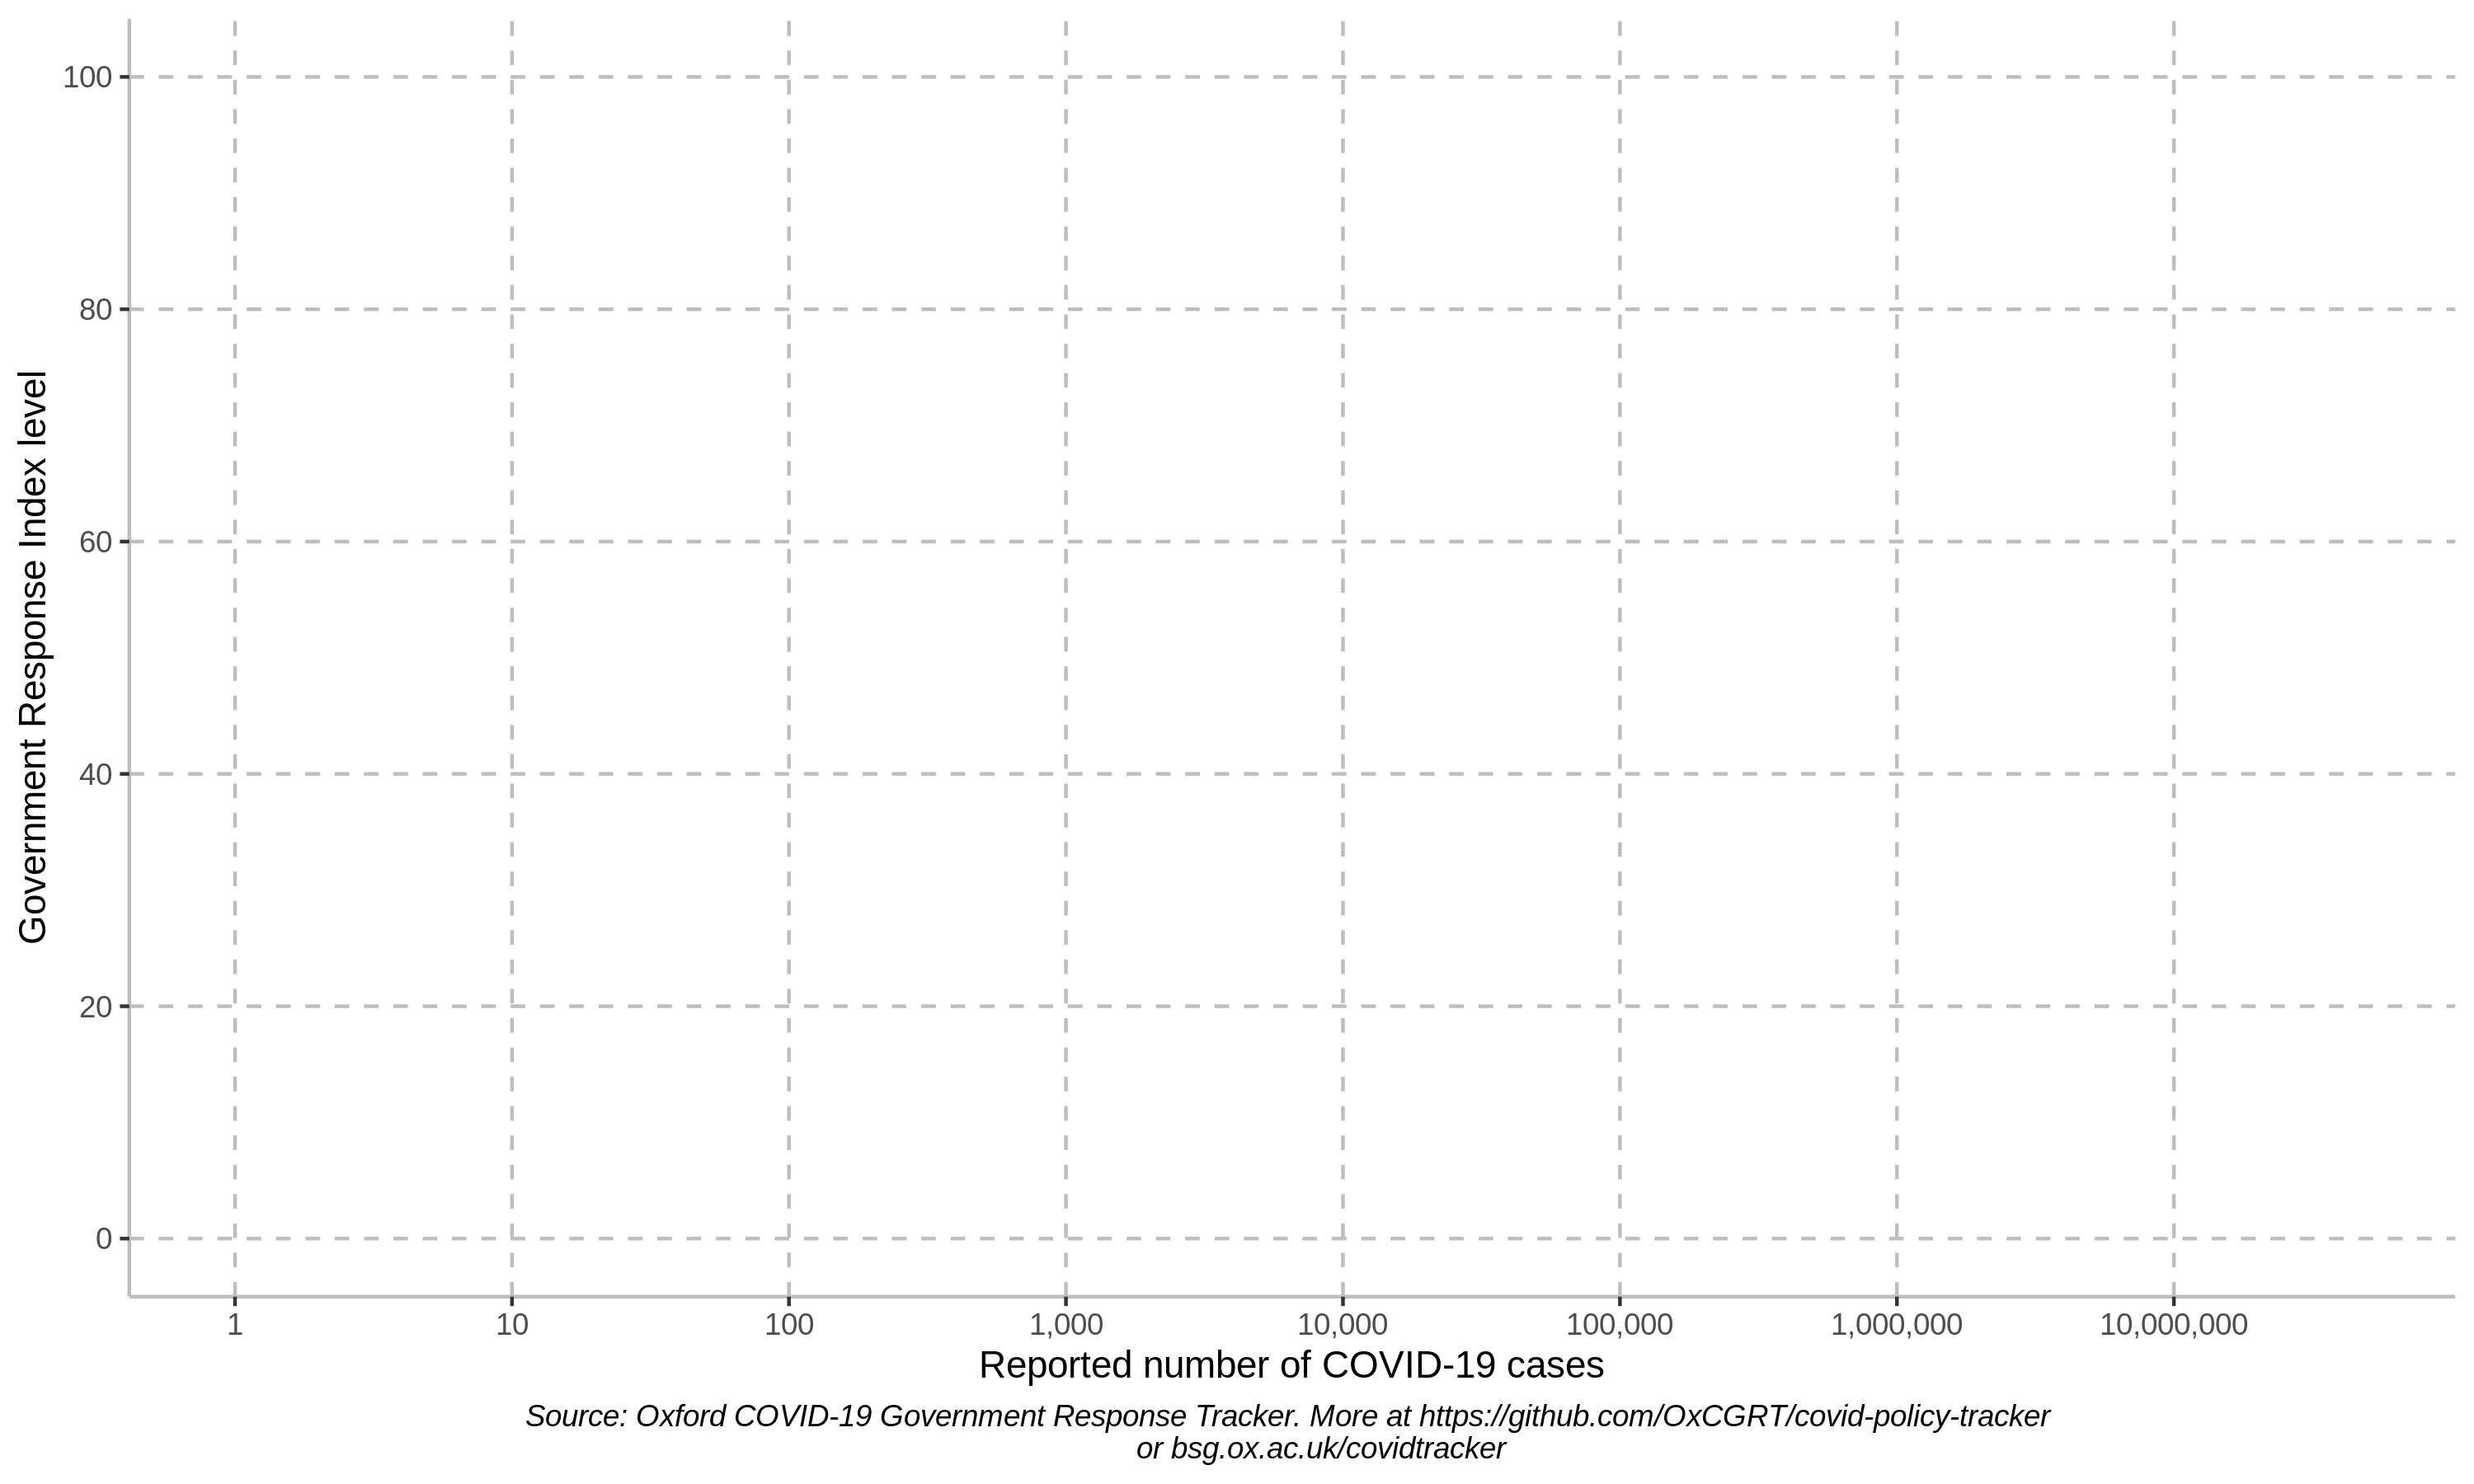 100
80
60
40
20
0
Government Response Index level
1 10 100 1,000 10,000 100,000 1,000,000 10,000,000
Reported number of COVID-19 cases
Source: Oxford COVID-19 Government Response Tracker. More at https://github.com/OxCGRT/covid-policy-tracker
or bsg.ox.ac.uk/covidtracker